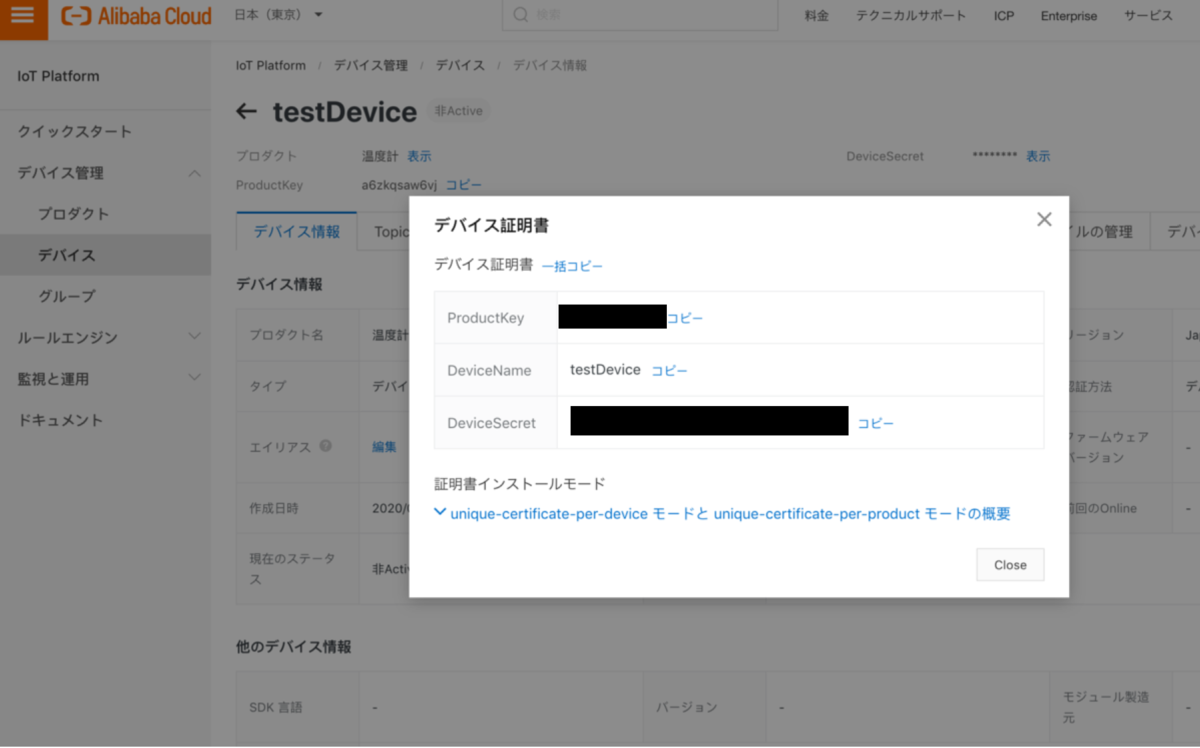 Alibaba Cloud 日本（東京） 検索 料金 テクニカルサポート ICP Enterprise サービス
IoT Platform
クイックスタート
デバイス管理
プロダクト
デバイス
グループ
ルールエンジン
監視と運用
ドキュメント
IoT Platform / デバイス管理 / デバイス / デバイス情報
← testDevice 非Active
プロダクト 温度計 表示 DeviceSecret ******** 表示
ProductKey a6zkqsaw6vj コピー
デバイス情報 Topic イルの管理 デバイ
デバイス情報
プロダクト名 温度計
タイプ デバイ
エイリアス ? 編集
作成日時 2020/
現在のステータ
ス
非Activ
リージョン Ja
認証方法 デ
ファームウェア
バージョン
-
前回のOnline -
デバイス証明書
デバイス証明書 一括コピー
ProductKey コピー
DeviceName testDevice コピー
DeviceSecret コピー
証明書インストールモード
unique-certificate-per-device モードと unique-certificate-per-product モードの概要
Close
他のデバイス情報
SDK 言語 - バージョン - モジュール製造
元
-